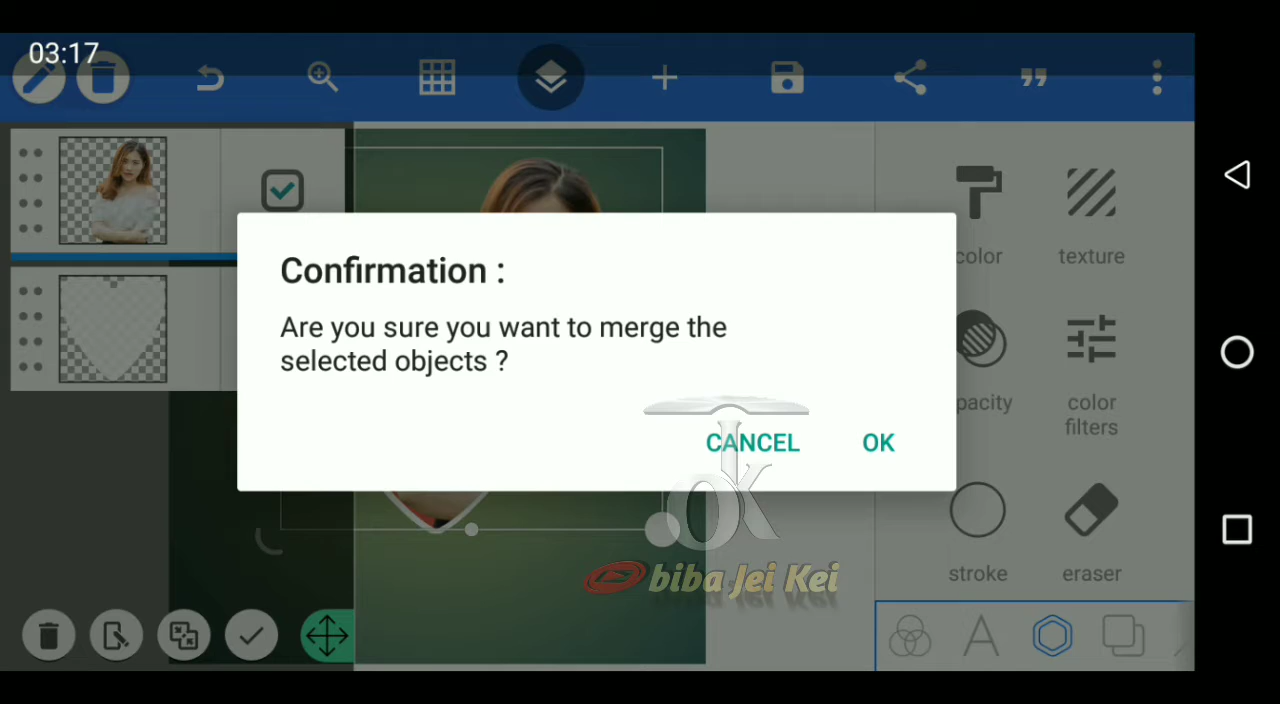 03:17
Confirmation :
Are you sure you want to merge the
selected objects ?
CANCEL
OK
color
texture
pacity
color
filters
stroke
eraser
ok
biba Jei Kei